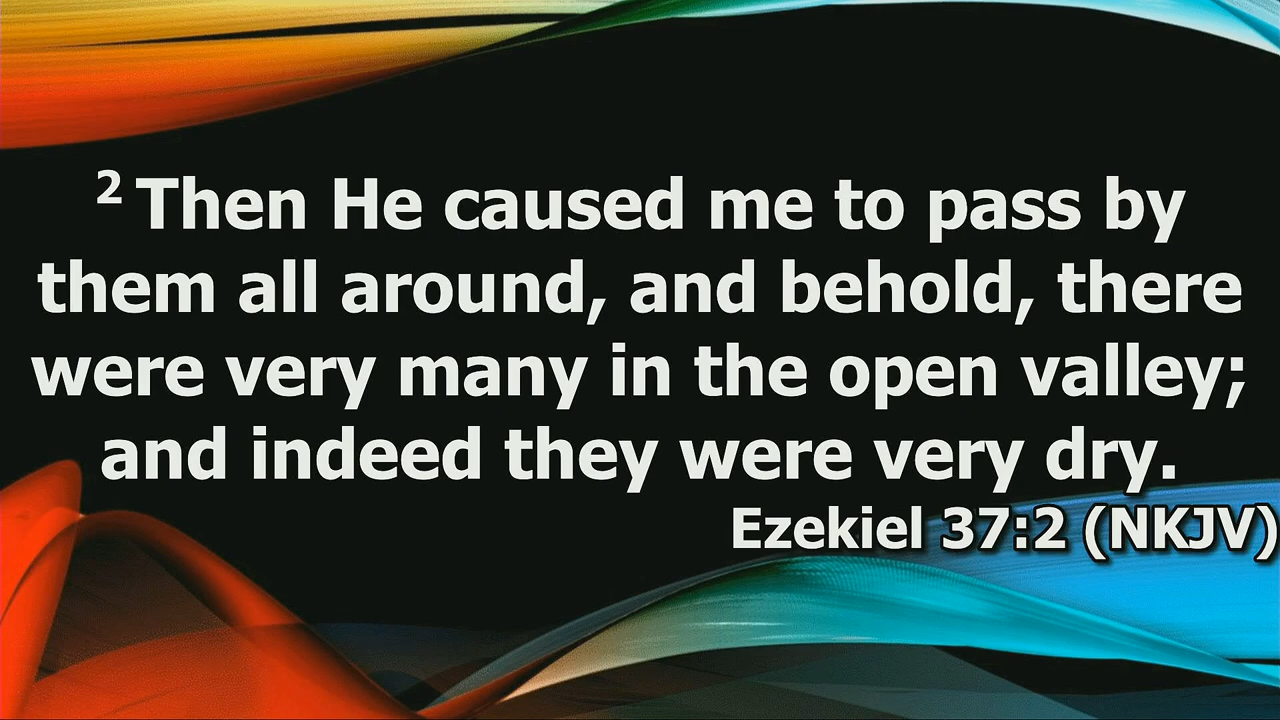 2 Then He caused me to pass by
them all around, and behold, there
were very many in the open valley;
and indeed they were very dry.
Ezekiel 37:2 (NKJV)